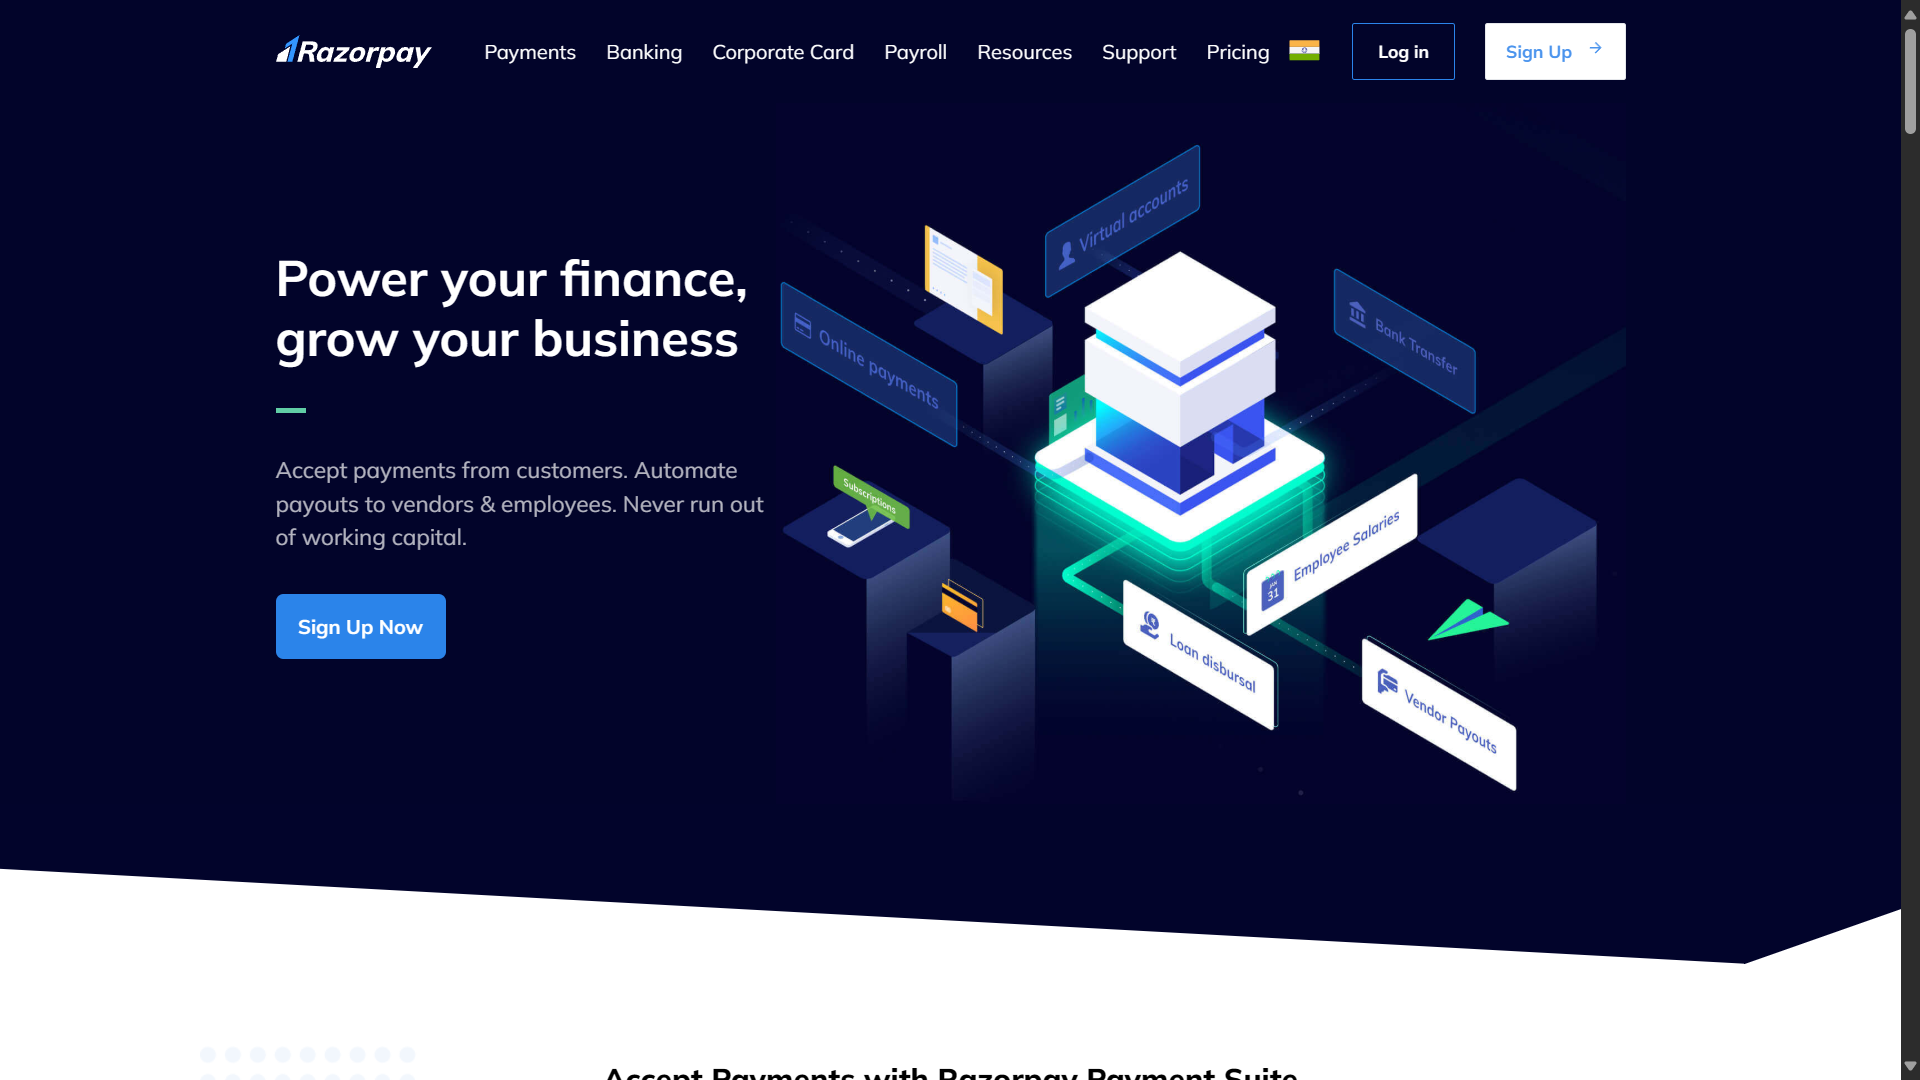 Razorpay
Payments
Banking
Corporate Card
Payroll
Resources
Support
Pricing
Log in
Sign Up
Power your finance,
grow your business
Accept payments from customers. Automate
payouts to vendors & employees. Never run out
of working capital.
Sign Up Now
Virtual accounts
Online payments
Bank Transfer
Subscriptions
Employee Salaries
JAN
31
Loan disbursal
Vendor Payouts
Accept Payments with Razorpay Payment Suite